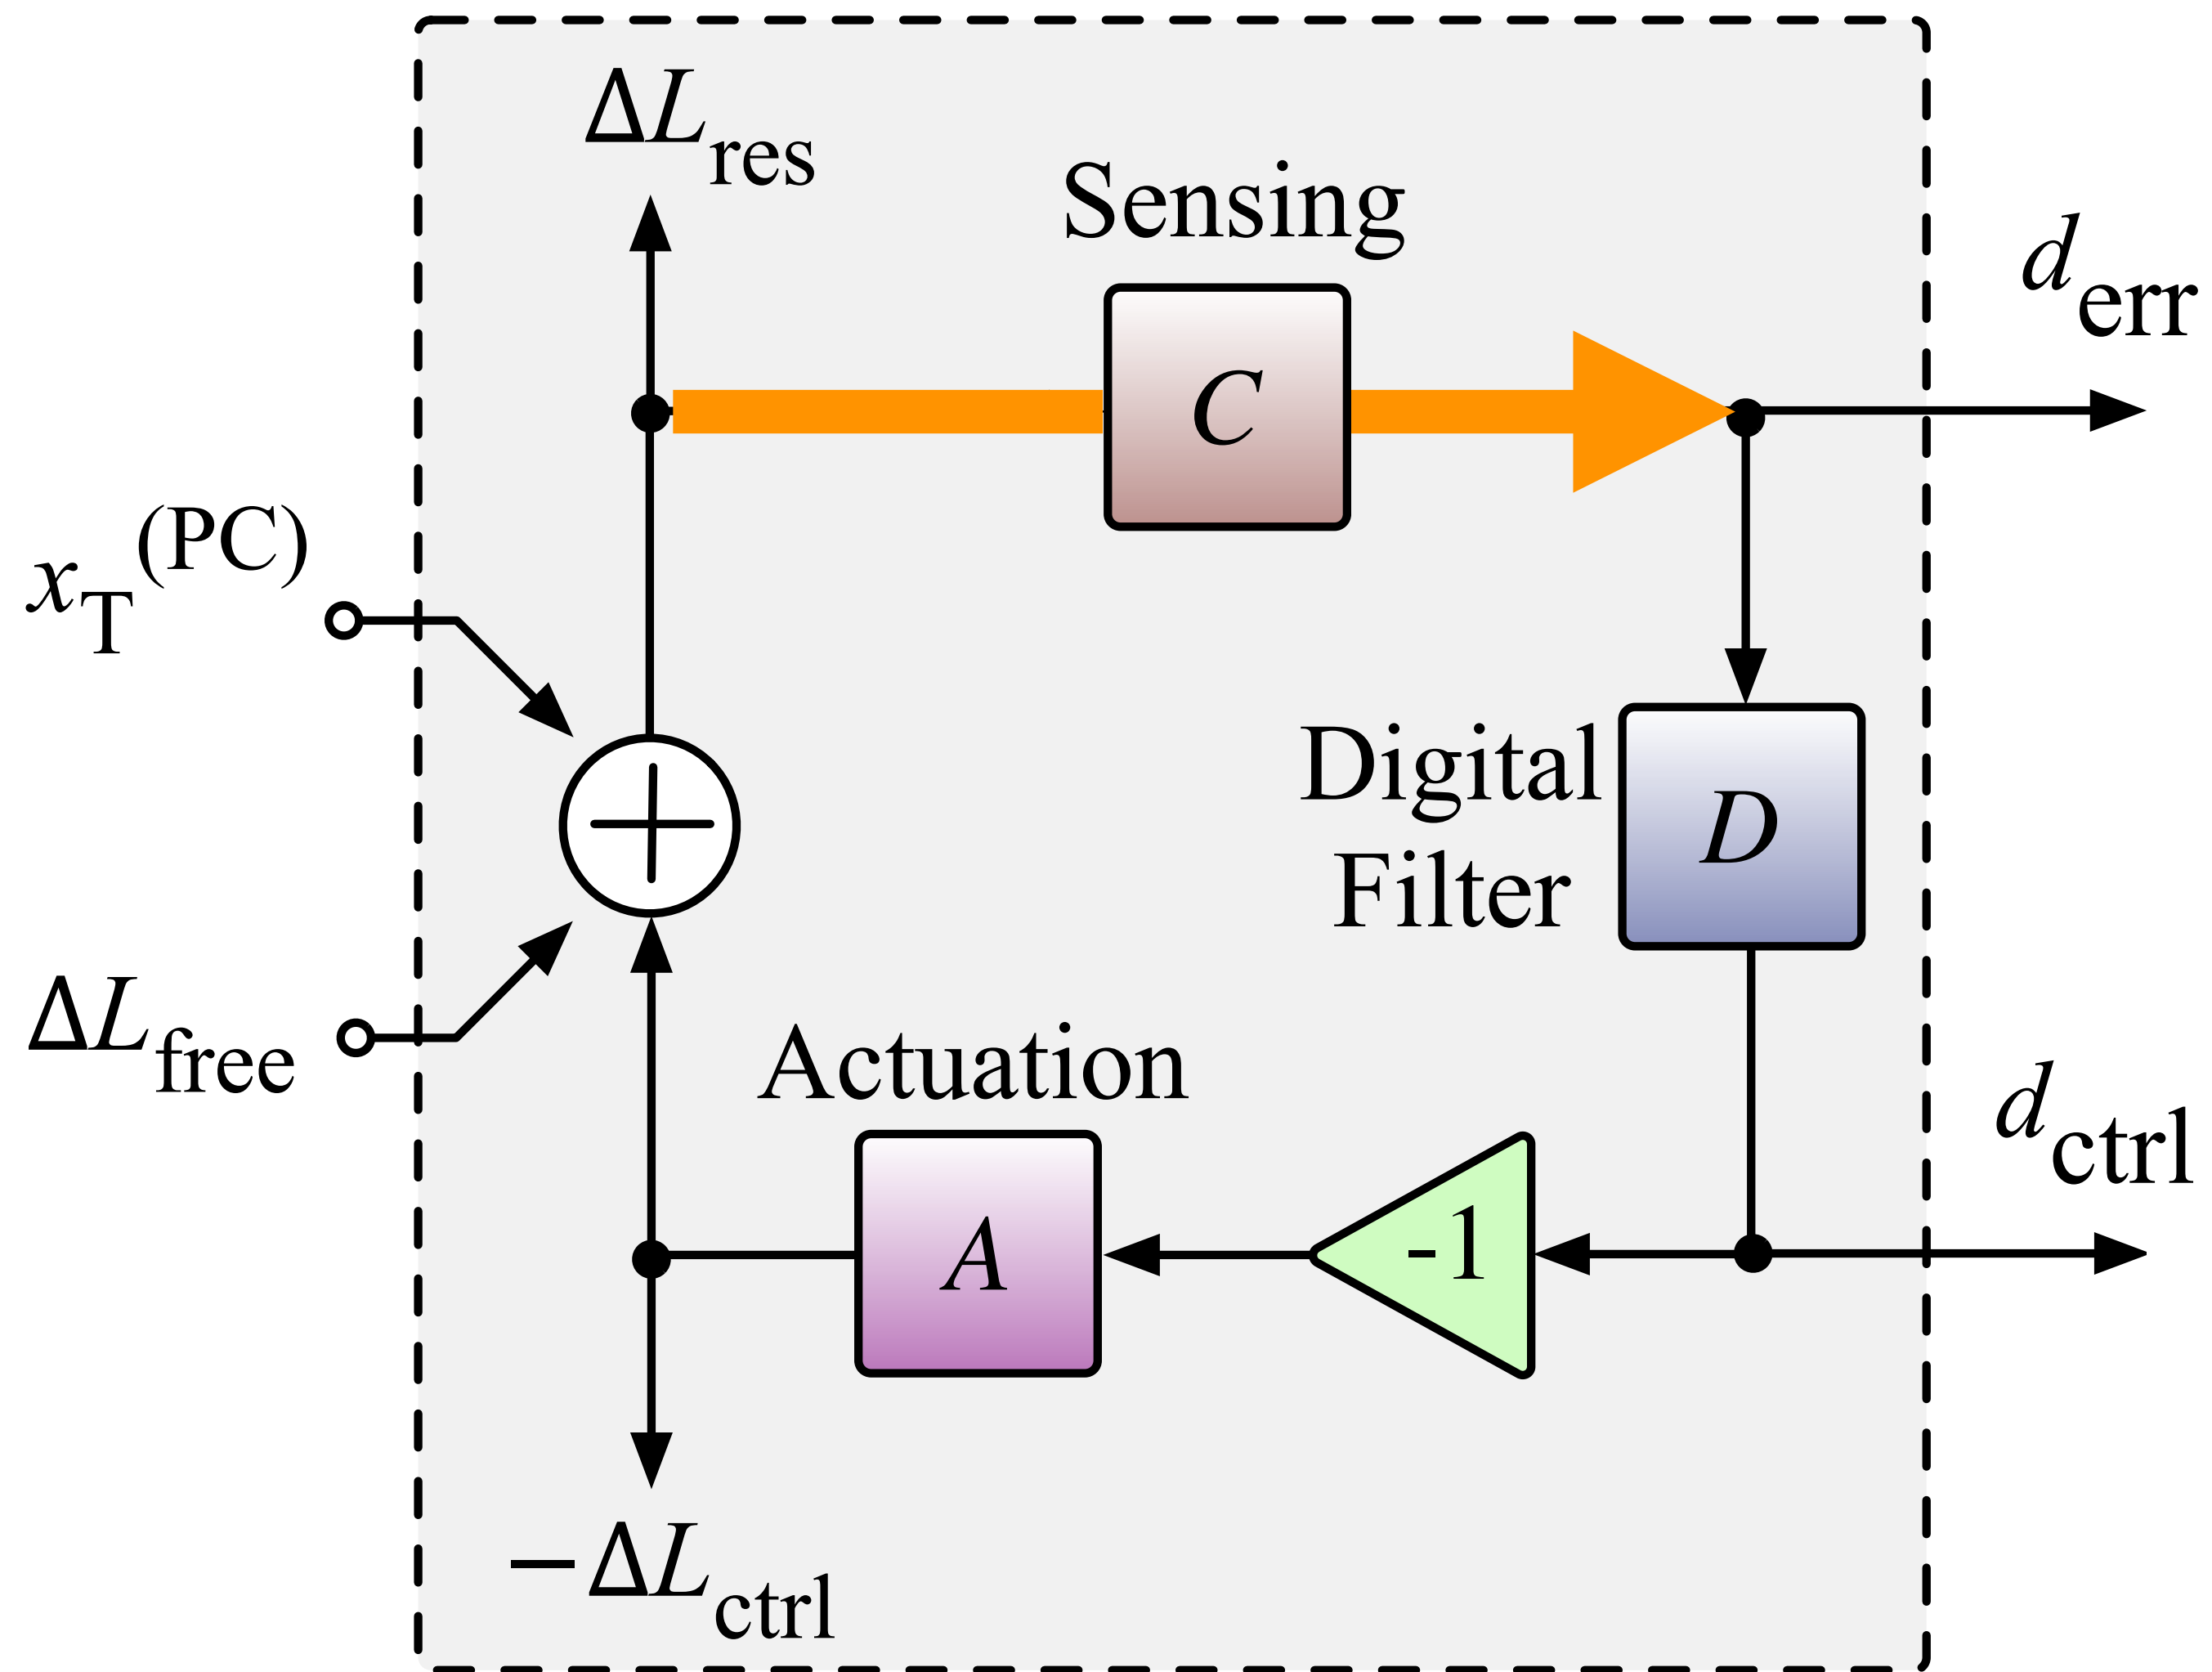 ΔL_res
Sensing
C
d_err
x_T^(PC)
Digital
Filter
D
ΔL_free
Actuation
A
-1
d_ctrl
−ΔL_ctrl